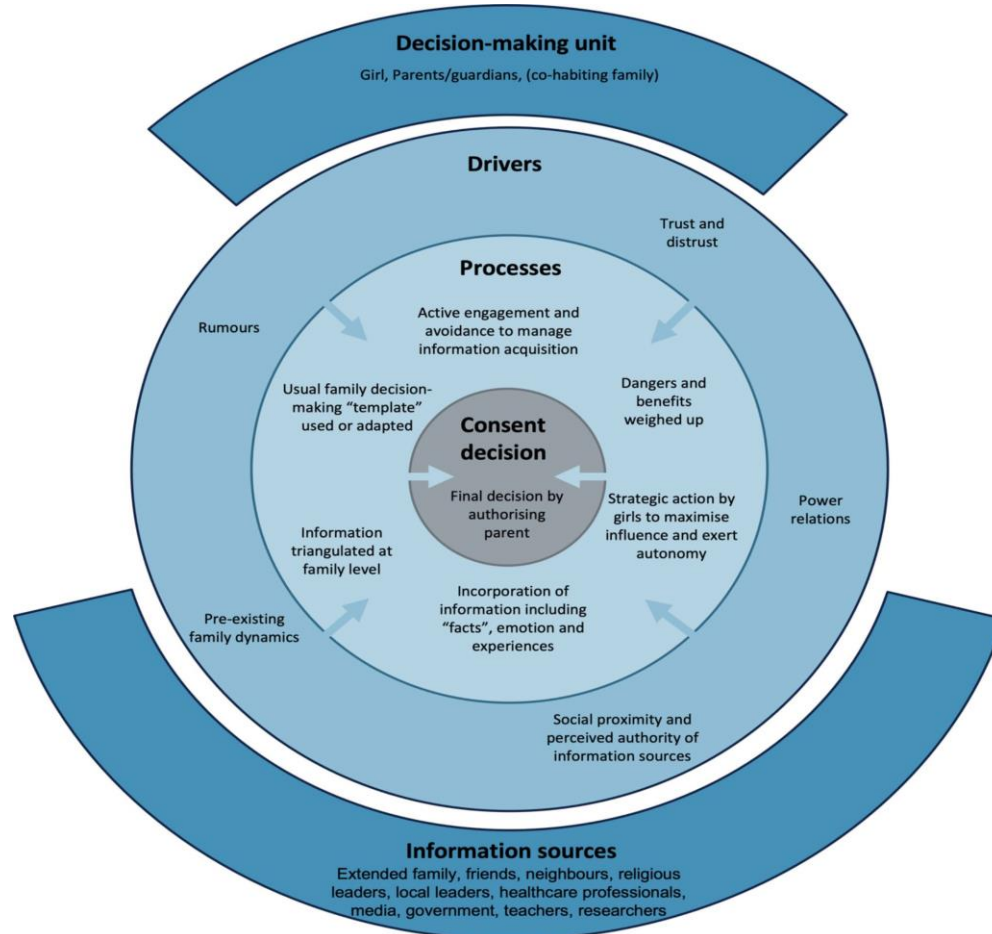 Decision-making unit
Girl, Parents/guardians, (co-habiting family)
Drivers
Trust and
distrust
Rumours
Power
relations
Pre-existing
family dynamics
Social proximity and
perceived authority of
information sources
Processes
Active engagement and
avoidance to manage
information acquisition
Usual family decision-
making “template”
used or adapted
Dangers and
benefits
weighed up
Information
triangulated at
family level
Strategic action by
girls to maximise
influence and exert
autonomy
Incorporation of
information including
“facts”, emotion and
experiences
Consent
decision
Final decision by
authorising
parent
Information sources
Extended family, friends, neighbours, religious
leaders, local leaders, healthcare professionals,
media, government, teachers, researchers